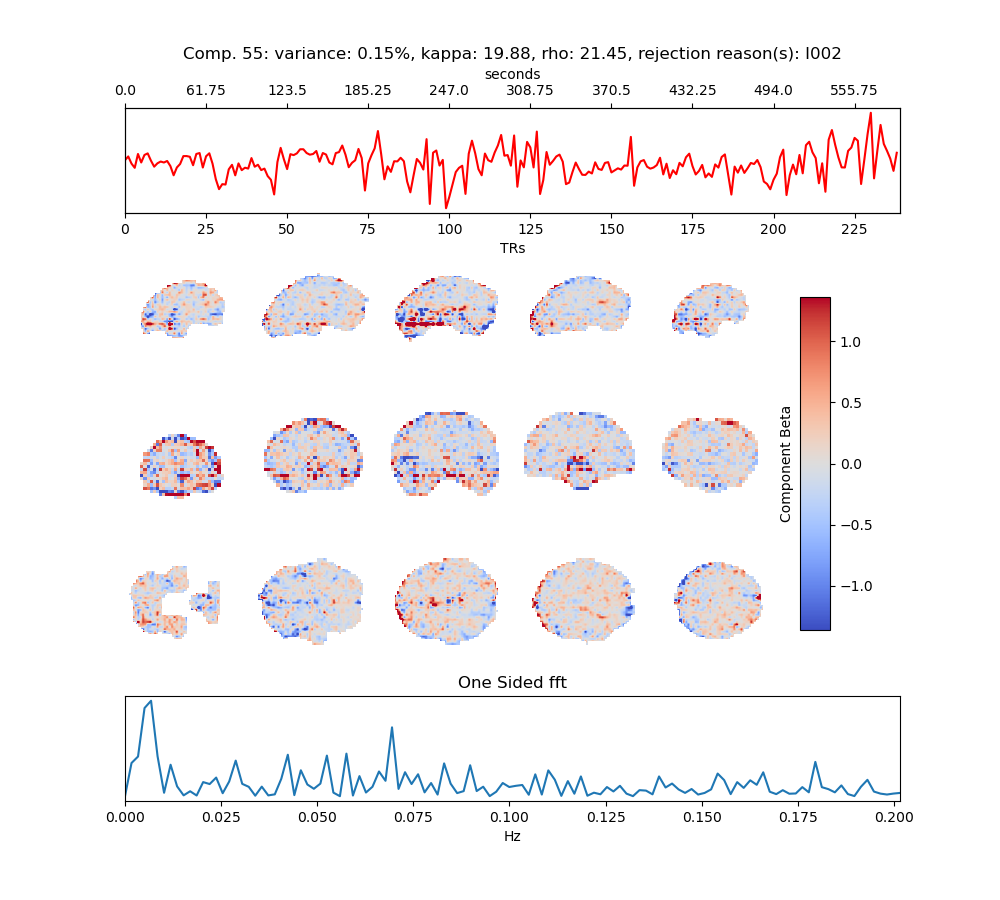 Comp. 55: variance: 0.15%, kappa: 19.88, rho: 21.45, rejection reason(s): I002
seconds
0.0 61.75 123.5 185.25 247.0 308.75 370.5 432.25 494.0 555.75
0 25 50 75 100 125 150 175 200 225
TRs
1.0
0.5
0.0
−0.5
−1.0
Component Beta
One Sided fft
0.000 0.025 0.050 0.075 0.100 0.125 0.150 0.175 0.200
Hz